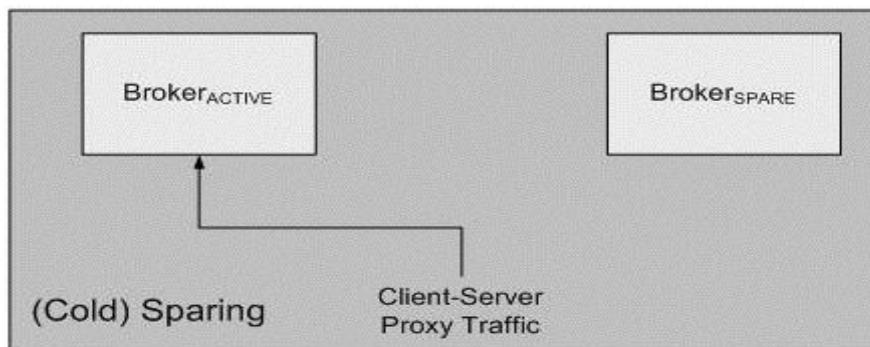 BrokerACTIVE
BrokerSPARE
(Cold) Sparing
Client-Server
Proxy Traffic